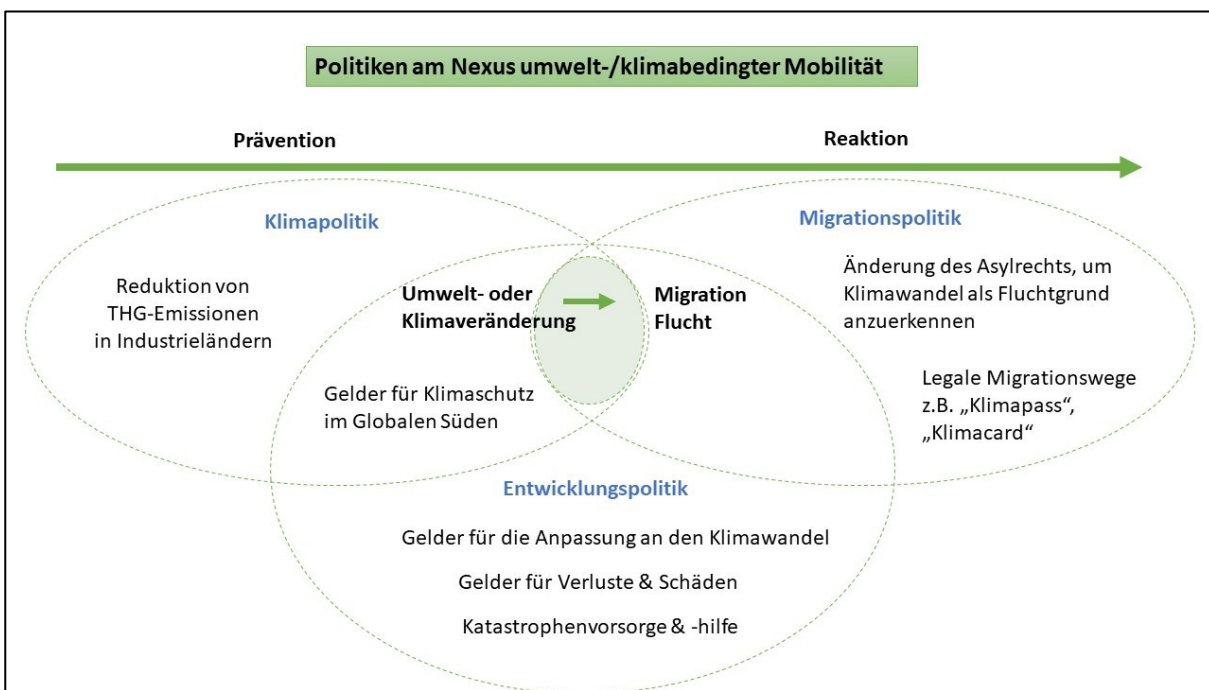 Politiken am Nexus umwelt-/klimabedingter Mobilität
Prävention
Reaktion
Klimapolitik
Migrationspolitik
Reduktion von
THG-Emissionen
in Industrieländern
Umwelt- oder
Klimaveränderung
Migration
Flucht
Änderung des Asylrechts, um
Klimawandel als Fluchtgrund
anzuerkennen
Gelder für Klimaschutz
im Globalen Süden
Legale Migrationswege
z.B. „Klimapass“,
„Klimacard“
Entwicklungspolitik
Gelder für die Anpassung an den Klimawandel
Gelder für Verluste & Schäden
Katastrophenvorsorge & -hilfe